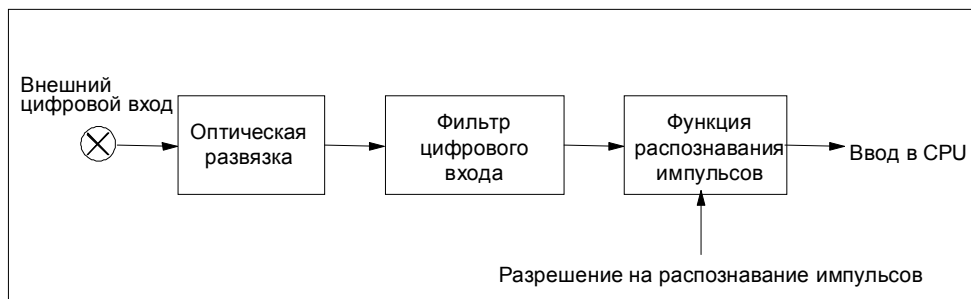 Внешний
цифровой вход
Оптическая
развязка
Фильтр
цифрового
входа
Функция
распознавания
импульсов
Ввод в CPU
Разрешение на распознавание импульсов